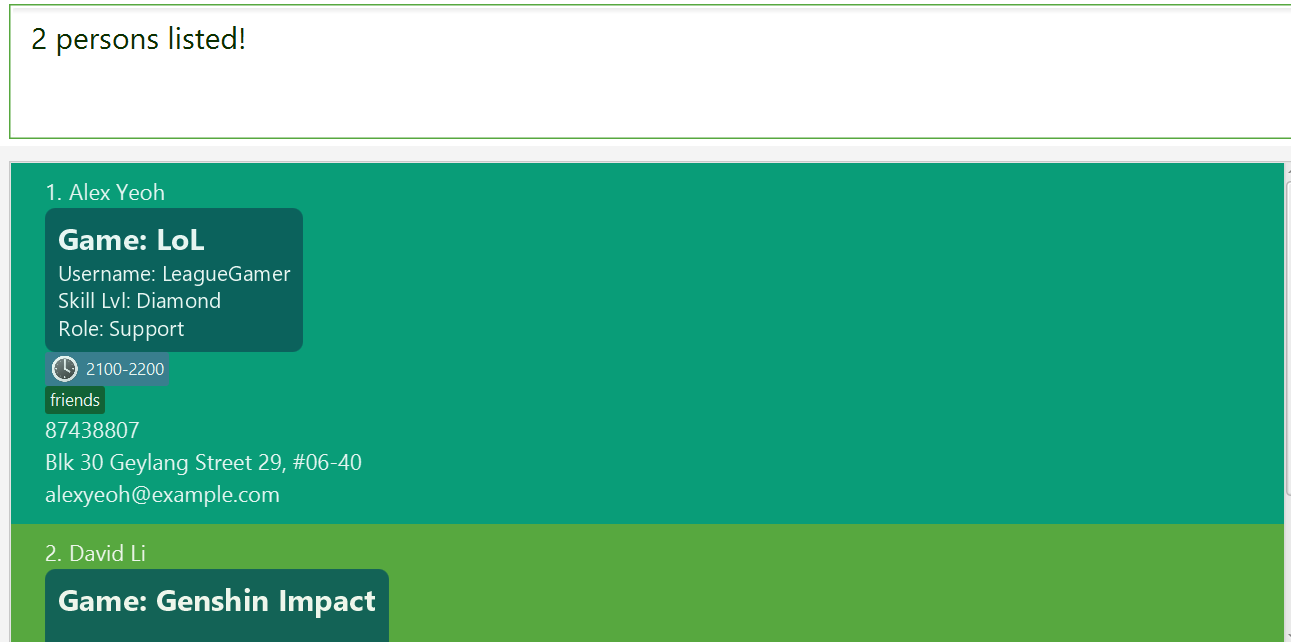 2 persons listed!
1. Alex Yeoh
Game: LoL
Username: LeagueGamer
Skill Lvl: Diamond
Role: Support
2100-2200
friends
87438807
Blk 30 Geylang Street 29, #06-40
alexyeoh@example.com
2. David Li
Game: Genshin Impact